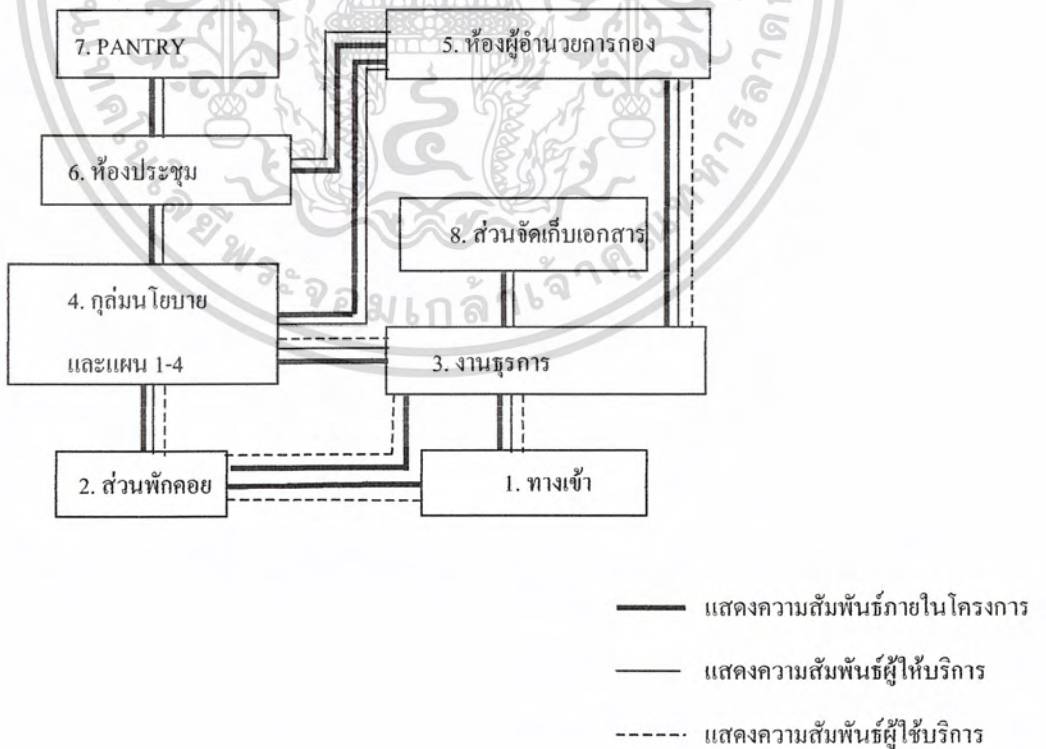 7. PANTRY
5. ห้องผู้อำนวยการกอง
6. ห้องประชุม
8. ส่วนจัดเก็บเอกสาร
4. กุล่มนโยบาย
และแผน 1-4
3. งานธุรการ
2. ส่วนพักคอย
1. ทางเข้า
แสดงความสัมพันธ์ภายในโครงการ
แสดงความสัมพันธ์ผู้ให้บริการ
แสดงความสัมพันธ์ผู้ใช้บริการ